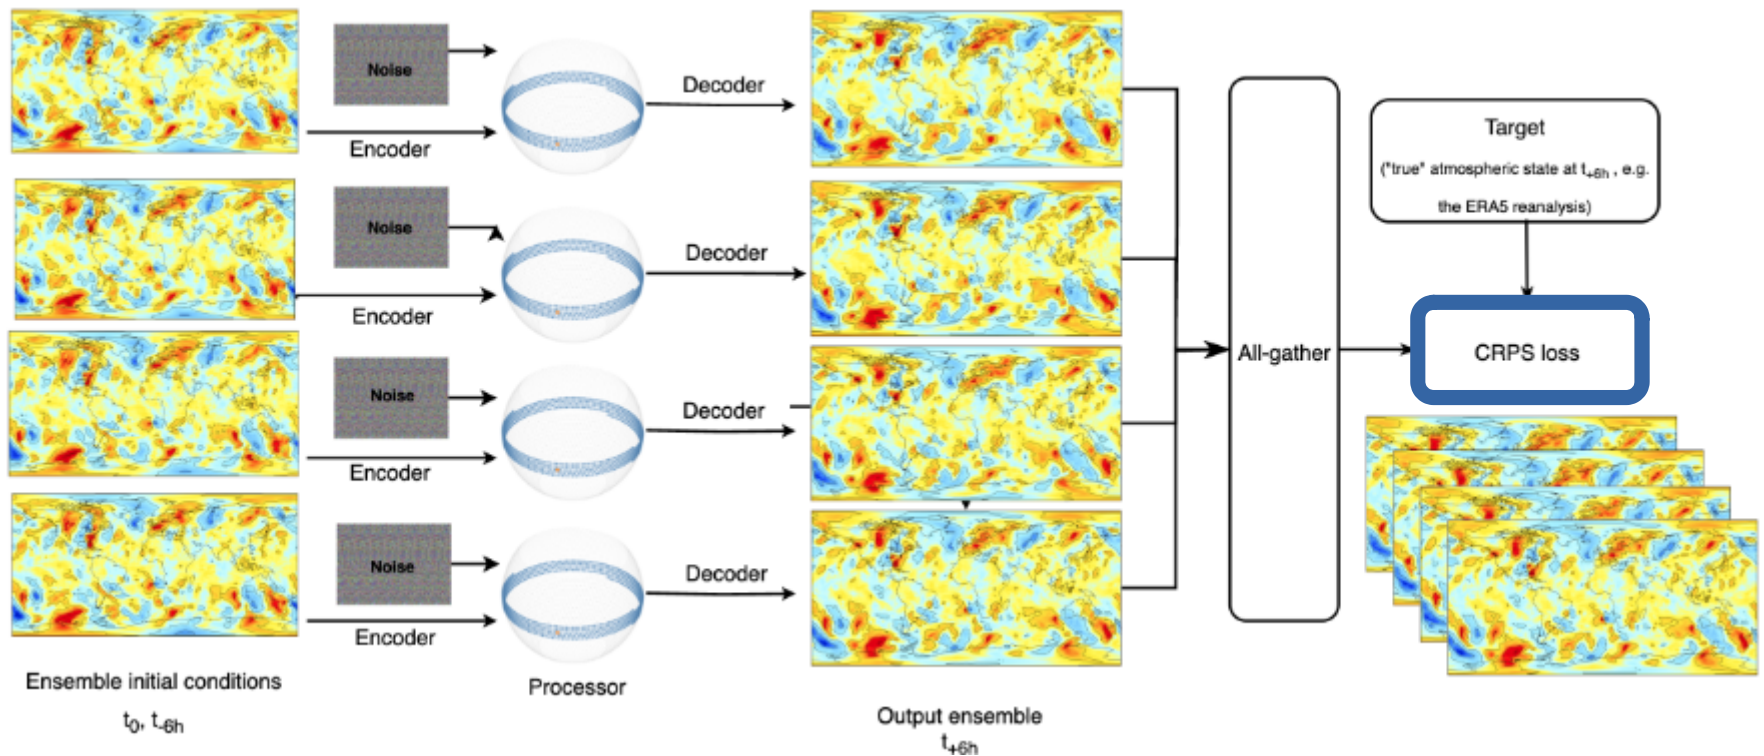 Noise
Encoder
Decoder
Noise
Encoder
Decoder
Noise
Encoder
Decoder
Noise
Encoder
Decoder
Ensemble initial conditions
t0, t-6h
Processor
Output ensemble
t+6h
All-gather
Target
("true" atmospheric state at t+6h , e.g.
the ERA5 reanalysis)
CRPS loss